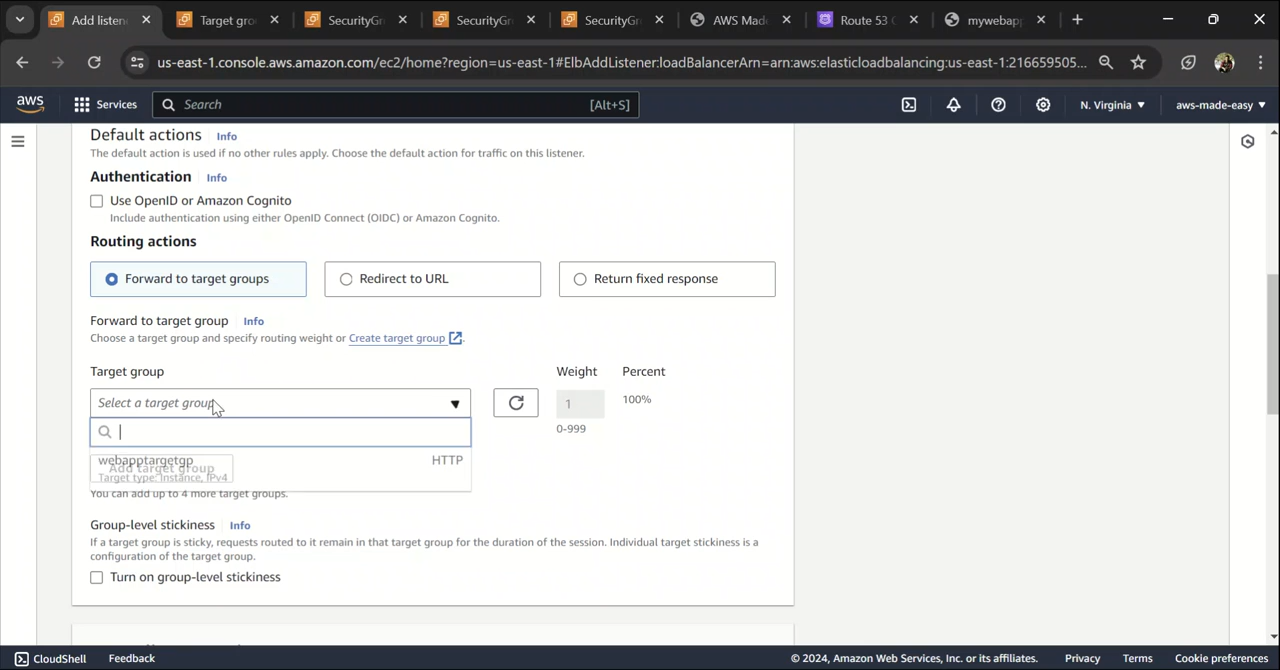 Add listen
Target gro
SecurityGr
SecurityGr
SecurityGr
AWS Mad
Route 53 C
mywebap
us-east-1.console.aws.amazon.com/ec2/home?region=us-east-1#ElbAddListener:loadBalancerArn=arn:aws:elasticloadbalancing:us-east-1:216659505...
aws
Services
Search
[Alt+S]
N. Virginia
aws-made-easy
Default actions Info
The default action is used if no other rules apply. Choose the default action for traffic on this listener.
Authentication Info
Use OpenID or Amazon Cognito
Include authentication using either OpenID Connect (OIDC) or Amazon Cognito.
Routing actions
Forward to target groups
Redirect to URL
Return fixed response
Forward to target group Info
Choose a target group and specify routing weight or Create target group.
Target group
Weight
Percent
Select a target group
1
100%
0-999
webapptargetgp
HTTP
Add target group
Target type: Instance, IPv4
You can add up to 4 more target groups.
Group-level stickiness Info
If a target group is sticky, requests routed to it remain in that target group for the duration of the session. Individual target stickiness is a
configuration of the target group.
Turn on group-level stickiness
CloudShell
Feedback
© 2024, Amazon Web Services, Inc. or its affiliates.
Privacy
Terms
Cookie preferences